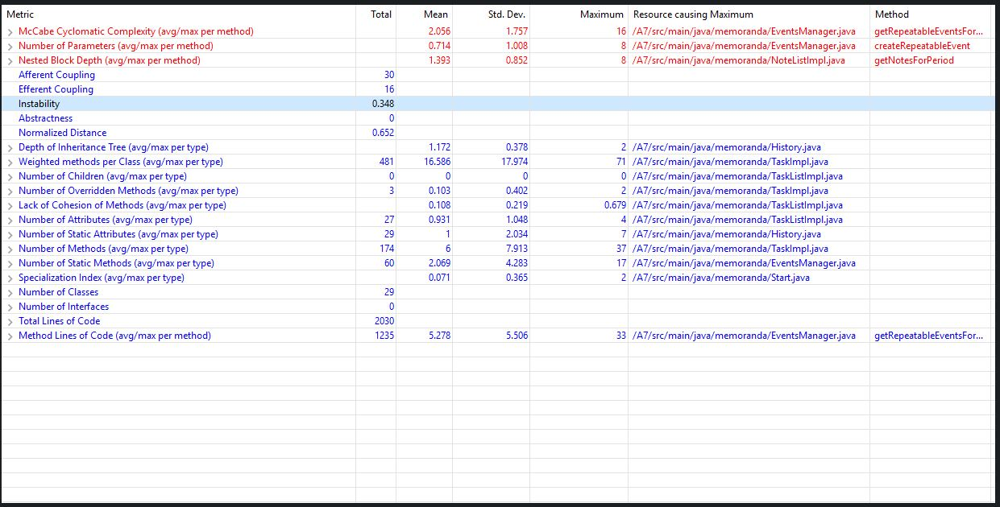 Metric Total Mean Std. Dev. Maximum Resource causing Maximum Method
McCabe Cyclomatic Complexity (avg/max per method) 2.056 1.757 16 /A7/src/main/java/memoranda/EventsManager.java getRepeatableEventsFor...
Number of Parameters (avg/max per method) 0.714 1.008 8 /A7/src/main/java/memoranda/EventsManager.java createRepeatableEvent
Nested Block Depth (avg/max per method) 1.393 0.852 8 /A7/src/main/java/memoranda/NoteListImpl.java getNotesForPeriod
Afferent Coupling 30
Efferent Coupling 16
Instability 0.348
Abstractness 0
Normalized Distance 0.652
Depth of Inheritance Tree (avg/max per type) 1.172 0.378 2 /A7/src/main/java/memoranda/History.java
Weighted methods per Class (avg/max per type) 481 16.586 17.974 71 /A7/src/main/java/memoranda/TaskImpl.java
Number of Children (avg/max per type) 0 0 0 0 /A7/src/main/java/memoranda/TaskListImpl.java
Number of Overridden Methods (avg/max per type) 3 0.103 0.402 2 /A7/src/main/java/memoranda/TaskImpl.java
Lack of Cohesion of Methods (avg/max per type) 0.108 0.219 0.679 /A7/src/main/java/memoranda/TaskListImpl.java
Number of Attributes (avg/max per type) 27 0.931 1.048 4 /A7/src/main/java/memoranda/TaskListImpl.java
Number of Static Attributes (avg/max per type) 29 1 2.034 7 /A7/src/main/java/memoranda/History.java
Number of Methods (avg/max per type) 174 6 7.913 37 /A7/src/main/java/memoranda/TaskImpl.java
Number of Static Methods (avg/max per type) 60 2.069 4.283 17 /A7/src/main/java/memoranda/EventsManager.java
Specialization Index (avg/max per type) 0.071 0.365 2 /A7/src/main/java/memoranda/Start.java
Number of Classes 29
Number of Interfaces 0
Total Lines of Code 2030
Method Lines of Code (avg/max per method) 1235 5.278 5.506 33 /A7/src/main/java/memoranda/EventsManager.java getRepeatableEventsFor...